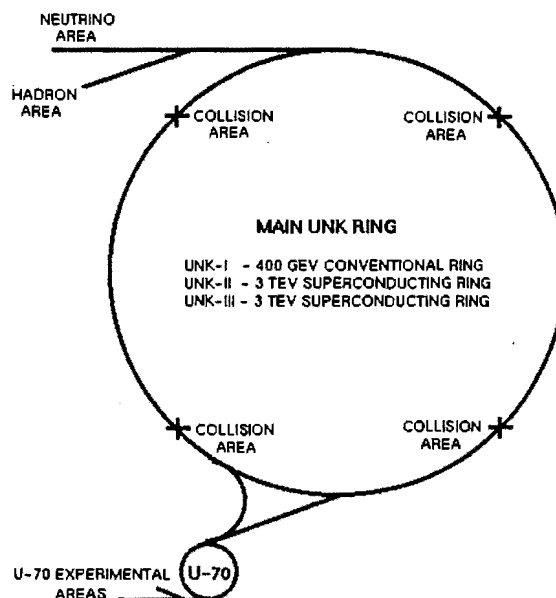 NEUTRINO
AREA
HADRON
AREA
COLLISION
AREA
COLLISION
AREA
MAIN UNK RING
UNK-I - 400 GEV CONVENTIONAL RING
UNK-II - 3 TEV SUPERCONDUCTING RING
UNK-III - 3 TEV SUPERCONDUCTING RING
COLLISION
AREA
COLLISION
AREA
U-70
U-70 EXPERIMENTAL
AREAS